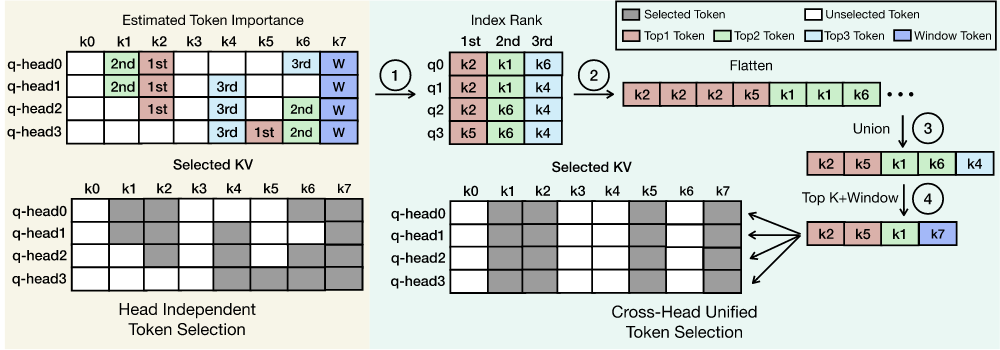 Estimated Token Importance
k0 k1 k2 k3 k4 k5 k6 k7
q-head0 2nd 1st 3rd W
q-head1 2nd 1st 3rd W
q-head2 1st 3rd 2nd W
q-head3 3rd 1st 2nd W
Selected KV
k0 k1 k2 k3 k4 k5 k6 k7
q-head0
q-head1
q-head2
q-head3
Head Independent
Token Selection
1
Index Rank
1st 2nd 3rd
q0 k2 k1 k6
q1 k2 k1 k4
q2 k2 k6 k4
q3 k5 k6 k4
2
Selected Token Unselected Token
Top1 Token Top2 Token Top3 Token Window Token
Flatten
k2 k2 k2 k5 k1 k1 k6 • • •
Union 3
k2 k5 k1 k6 k4
Top K+Window 4
k2 k5 k1 k7
Selected KV
k0 k1 k2 k3 k4 k5 k6 k7
q-head0
q-head1
q-head2
q-head3
Cross-Head Unified
Token Selection